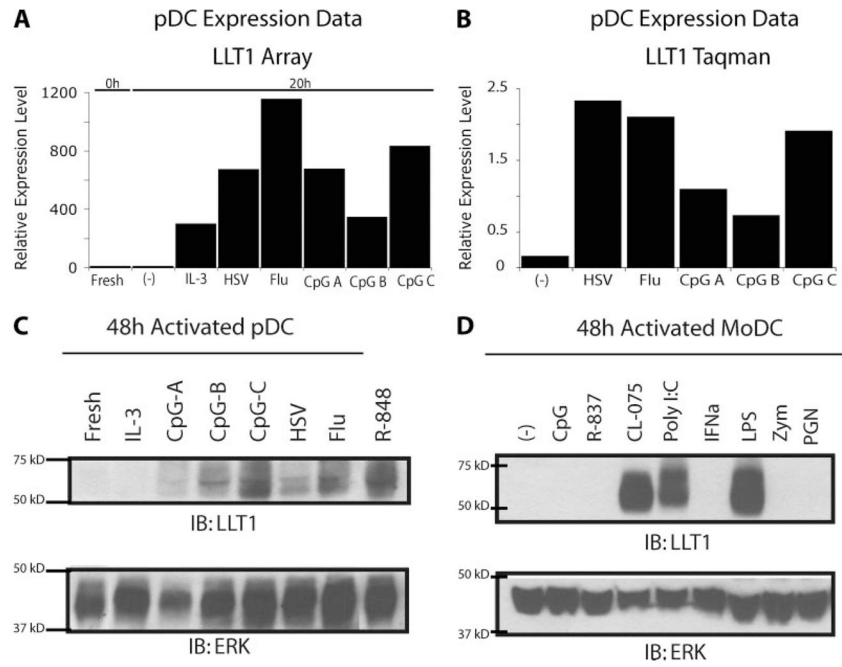 A
pDC Expression Data
LLT1 Array
0h 20h
Relative Expression Level
1200
800
400
0
Fresh (-) IL-3 HSV Flu CpG A CpG B CpG C
B
pDC Expression Data
LLT1 Taqman
Relative Expression Level
2.5
1.5
1
0.5
0
(-) HSV Flu CpG A CpG B CpG C
C
48h Activated pDC
Fresh IL-3 CpG-A CpG-B CpG-C HSV Flu R-848
75 kD
50 kD
IB: LLT1
50 kD
37 kD
IB: ERK
D
48h Activated MoDC
(-) CpG R-837 CL-075 Poly I:C IFNa LPS Zym PGN
75 kD
50 kD
IB: LLT1
50 kD
37 kD
IB: ERK